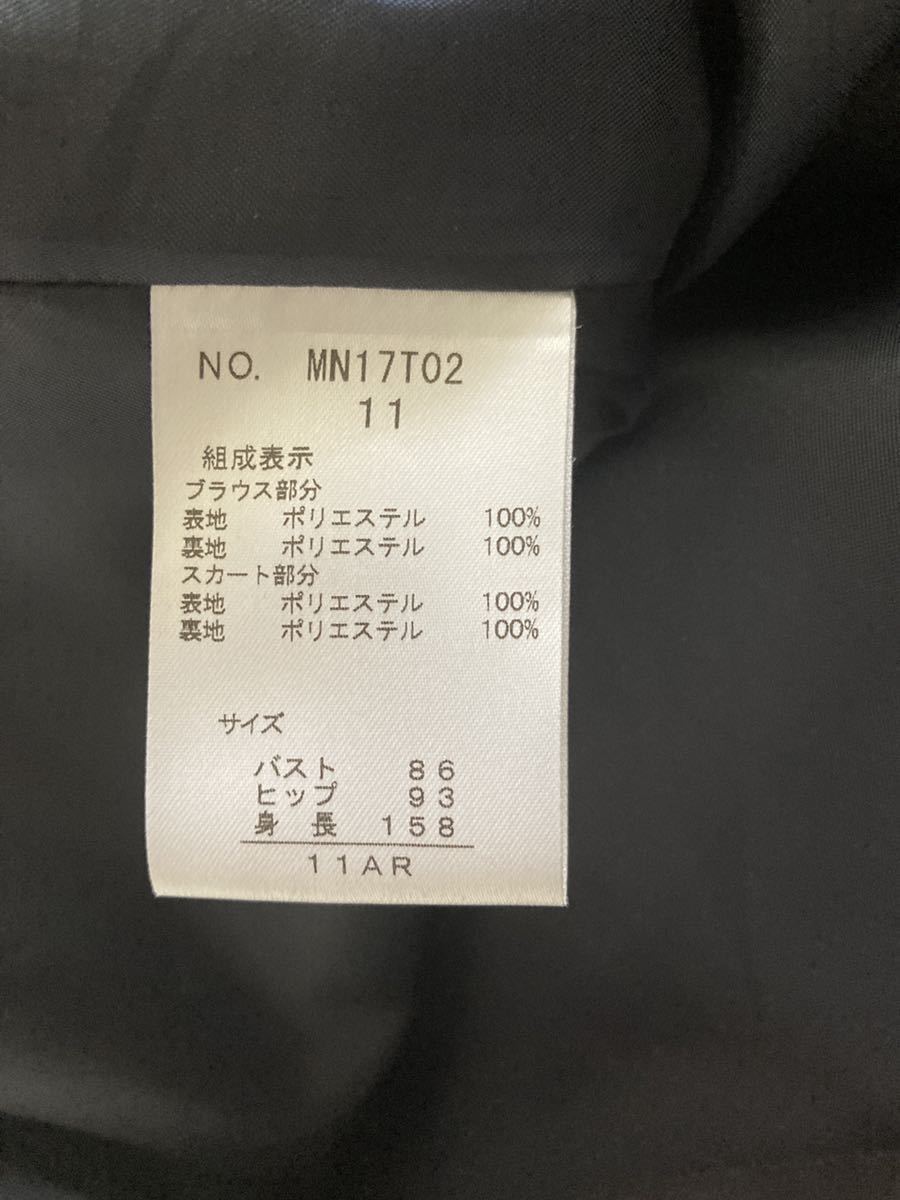 NO. MN17T02
11
組成表示
ブラウス部分
表地 ポリエステル 100%
裏地 ポリエステル 100%
スカート部分
表地 ポリエステル 100%
裏地 ポリエステル 100%
サイズ
バスト 86
ヒップ 93
身長 158
11AR